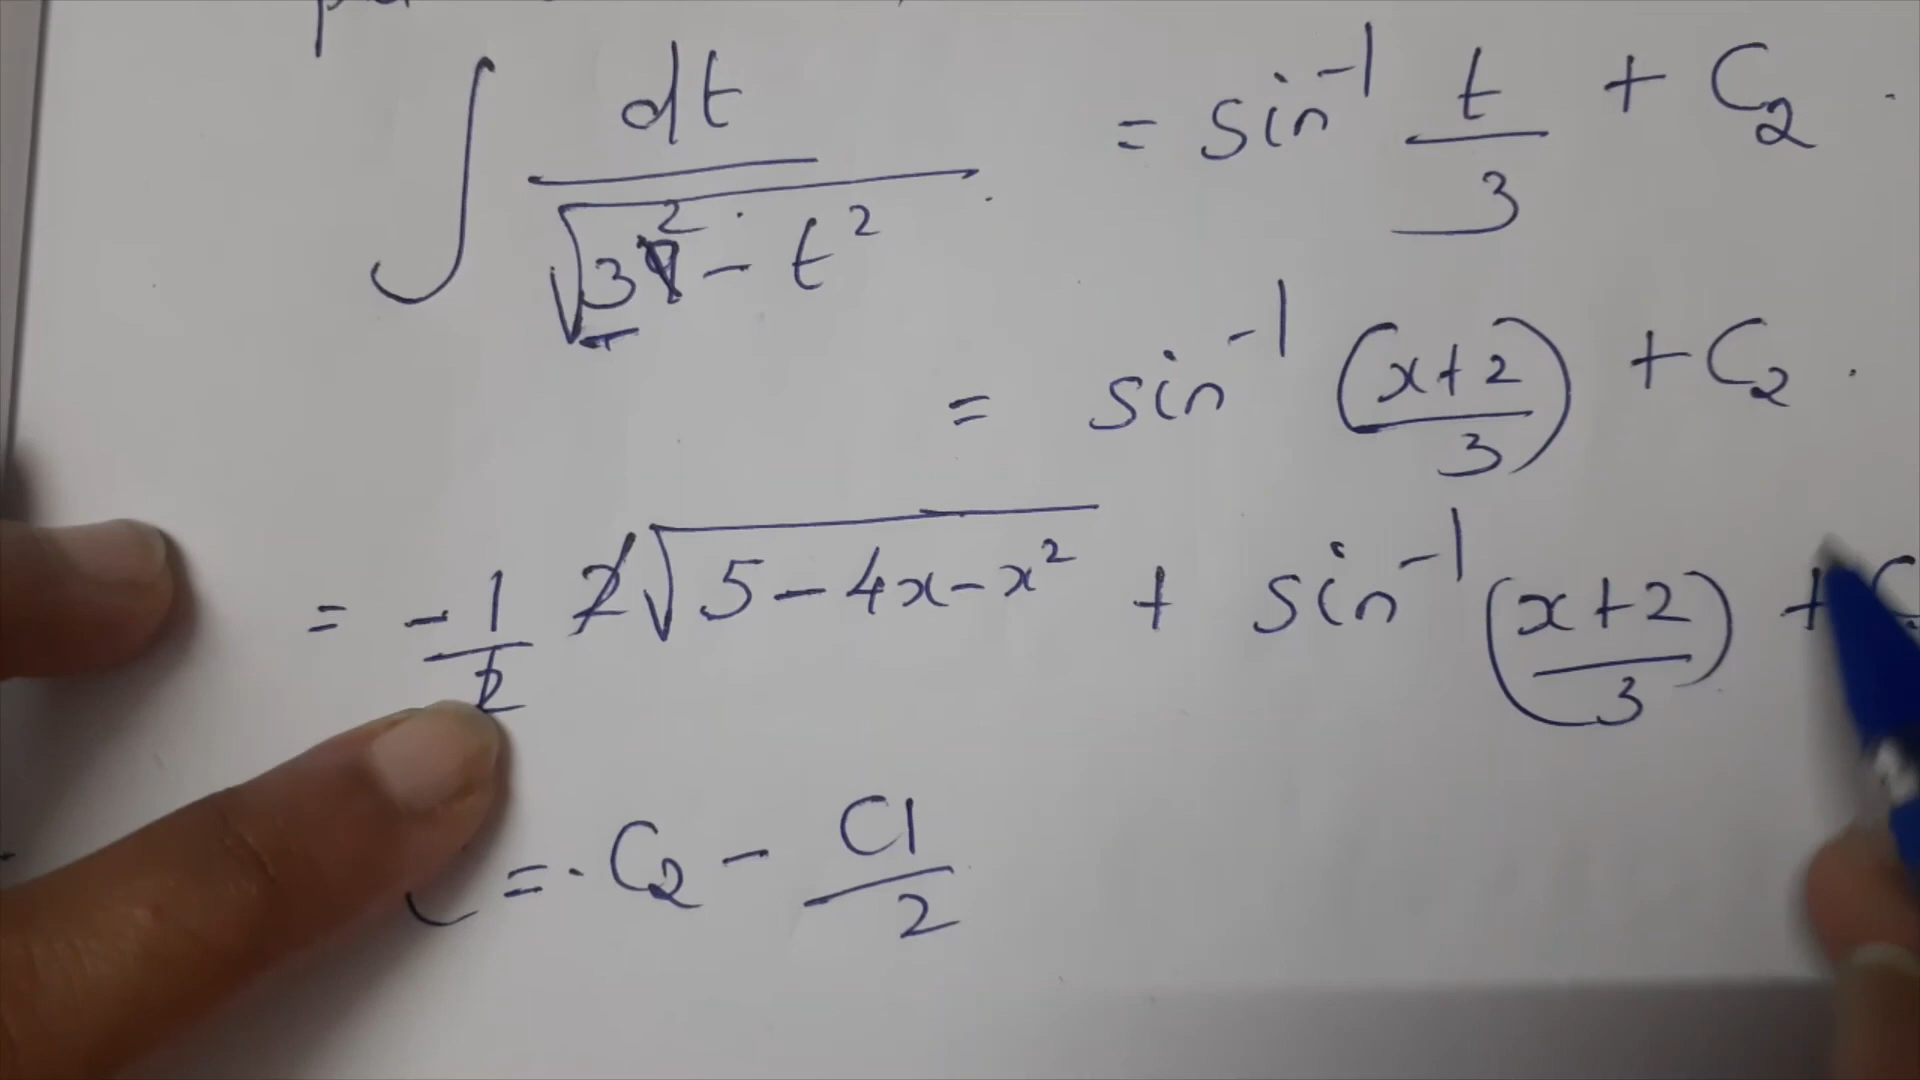 ∫ dt / √(3² - t²) = sin⁻¹ t/3 + C₂.
= sin⁻¹ (x+2 / 3) + C₂.
= -1/2 2√(5 - 4x - x²) + sin⁻¹ (x+2 / 3) + C
C = C₂ - C1/2